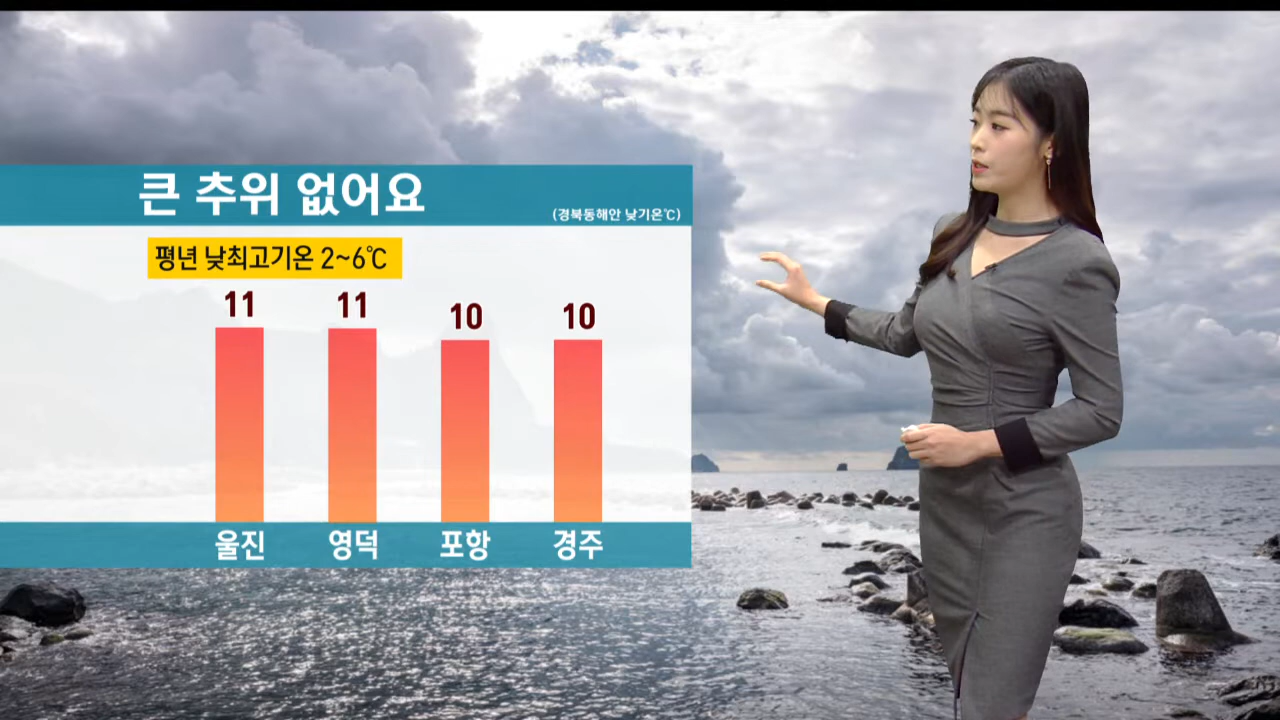 큰 추위 없어요
(경북동해안 낮기온℃)
평년 낮최고기온 2~6℃
11 11 10 10
울진 영덕 포항 경주